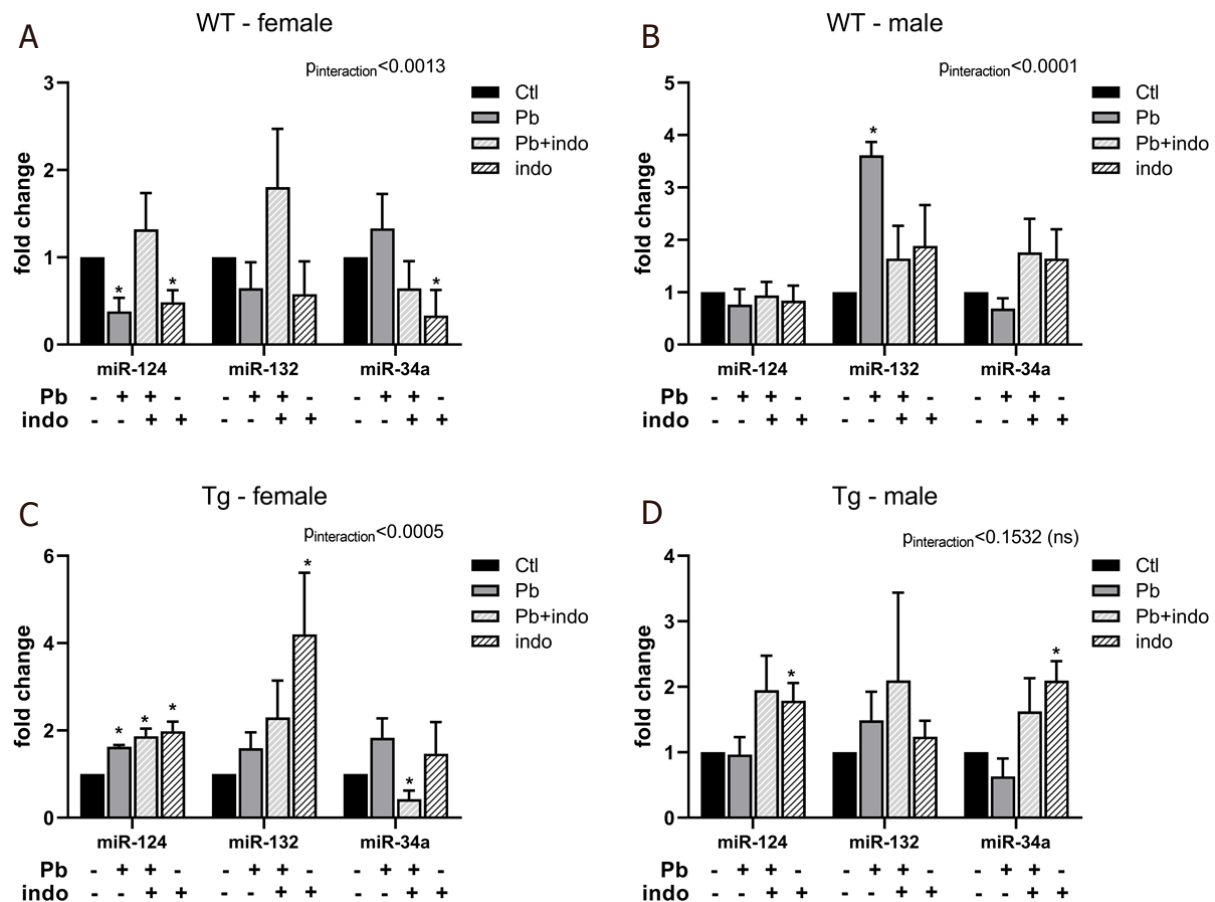 A
WT - female
pinteraction<0.0013
3
2
1
0
fold change
Ctl
Pb
Pb+indo
indo
*
*
*
miR-124 miR-132 miR-34a
Pb - + + - - + + - - + + -
indo - - + + - - + + - - + +
B
WT - male
pinteraction<0.0001
5
4
3
2
1
0
fold change
Ctl
Pb
Pb+indo
indo
*
miR-124 miR-132 miR-34a
Pb - + + - - + + - - + + -
indo - - + + - - + + - - + +
C
Tg - female
pinteraction<0.0005
6
4
2
0
fold change
Ctl
Pb
Pb+indo
indo
* * *
*
*
miR-124 miR-132 miR-34a
Pb - + + - - + + - - + + -
indo - - + + - - + + - - + +
D
Tg - male
pinteraction<0.1532 (ns)
4
3
2
1
0
fold change
Ctl
Pb
Pb+indo
indo
*
*
miR-124 miR-132 miR-34a
Pb - + + - - + + - - + + -
indo - - + + - - + + - - + +